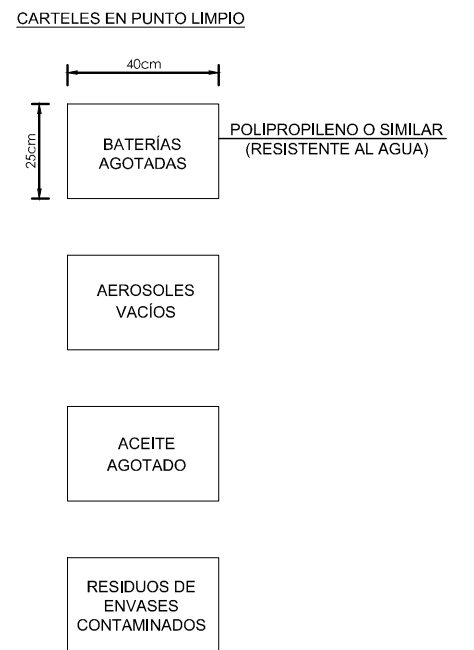 CARTELES EN PUNTO LIMPIO
40cm
25cm
BATERÍAS
AGOTADAS
POLIPROPILENO O SIMILAR
(RESISTENTE AL AGUA)
AEROSOLES
VACÍOS
ACEITE
AGOTADO
RESIDUOS DE
ENVASES
CONTAMINADOS